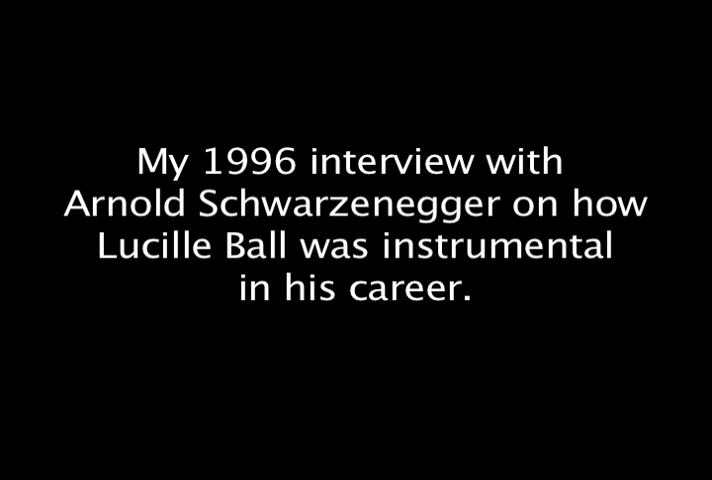 My 1996 interview with
Arnold Schwarzenegger on how
Lucille Ball was instrumental
in his career.